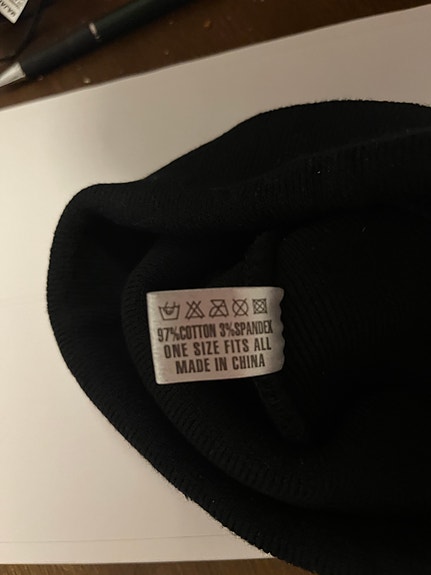 97%COTTON 3%SPANDEX
ONE SIZE FITS ALL
MADE IN CHINA